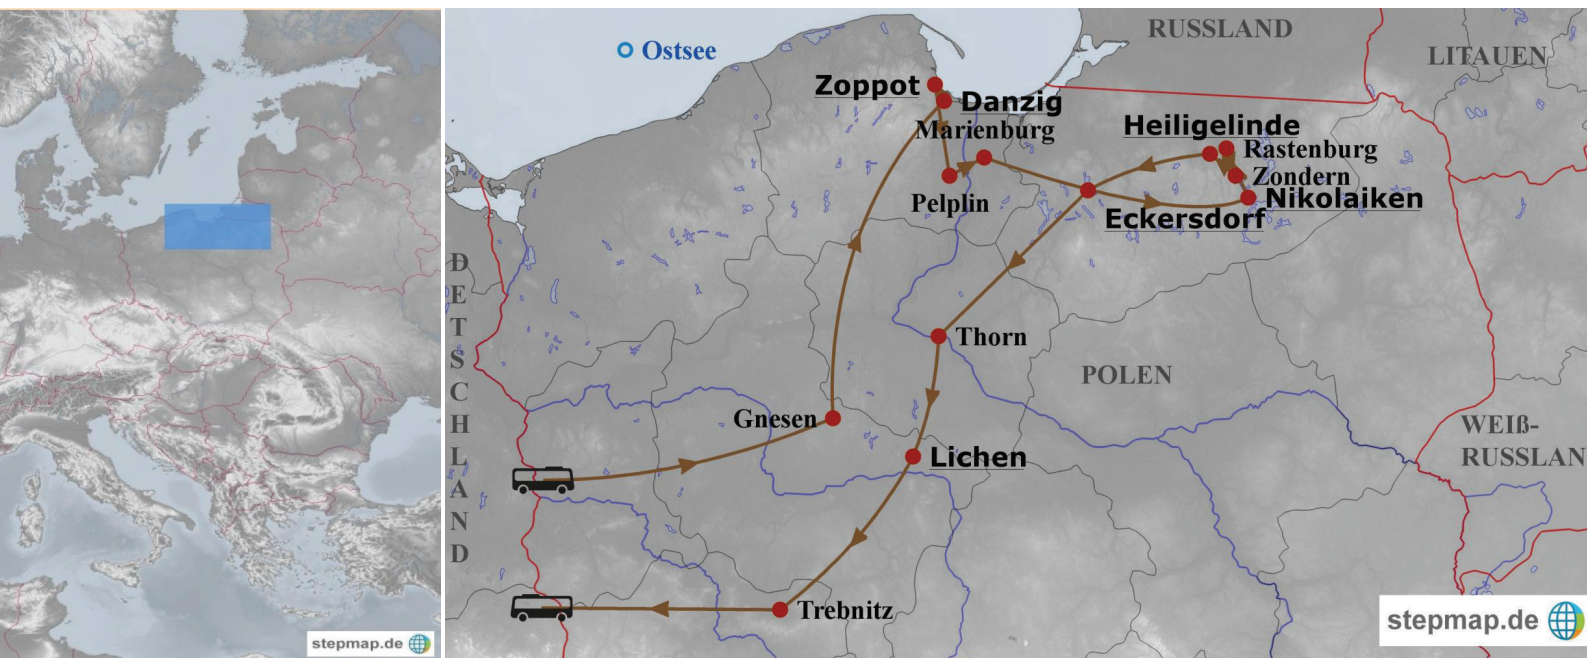 stepmap.de
Ostsee
RUSSLAND
LITAUEN
Zoppot
Danzig
Marienburg
Heiligelinde
Rastenburg
Zondern
Nikolaiken
Pelplin
Eckersdorf
DETSCHLAND
Thorn
POLEN
Gnesen
WEIß-
RUSSLAN
Lichen
Trebnitz
stepmap.de